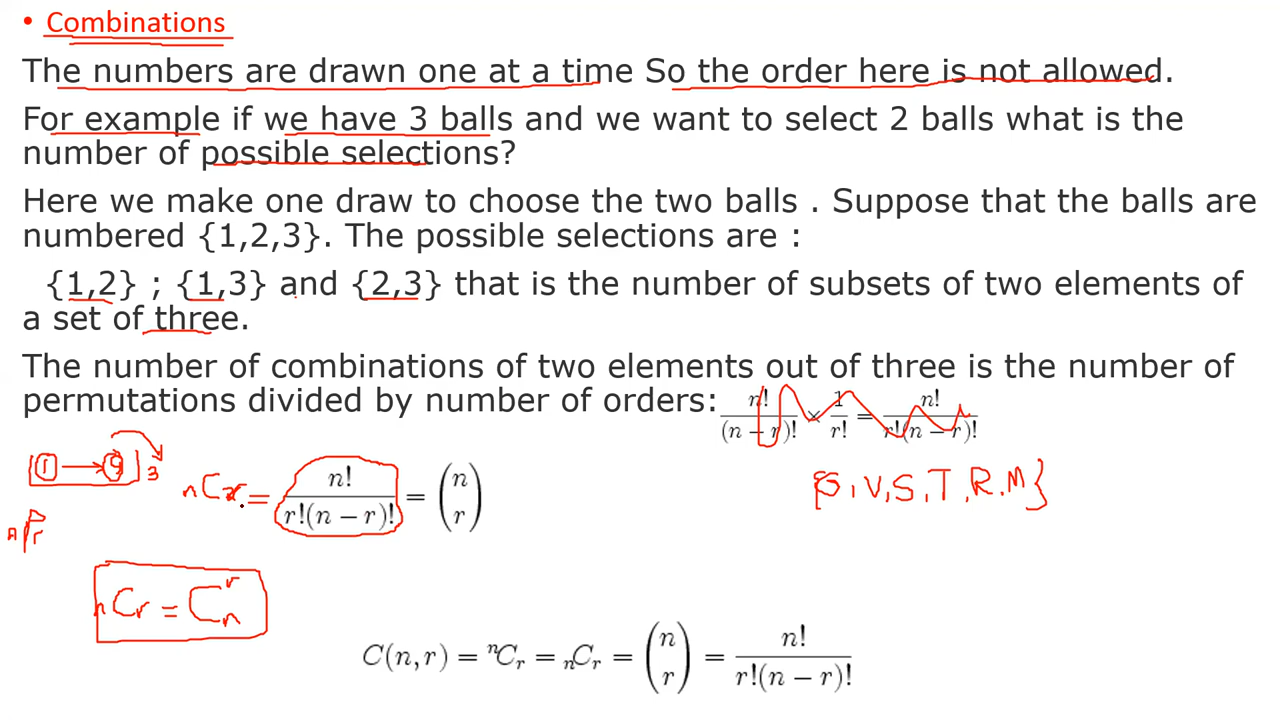 • Combinations
The numbers are drawn one at a time So the order here is not allowed.
For example if we have 3 balls and we want to select 2 balls what is the
number of possible selections?
Here we make one draw to choose the two balls . Suppose that the balls are
numbered {1,2,3}. The possible selections are :
{1,2} ; {1,3} and {2,3} that is the number of subsets of two elements of
a set of three.
The number of combinations of two elements out of three is the number of
permutations divided by number of orders: n!/(n − r)! × 1/r! = n!/r!(n − r)!
1 → 9 3
nCr = n!/r!(n − r)! = (n r)
{ , V, S, T, R, M}
nPr
nCr = C r n
C(n, r) = ⁿCᵣ = ₙCᵣ = (n r) = n!/r!(n − r)!